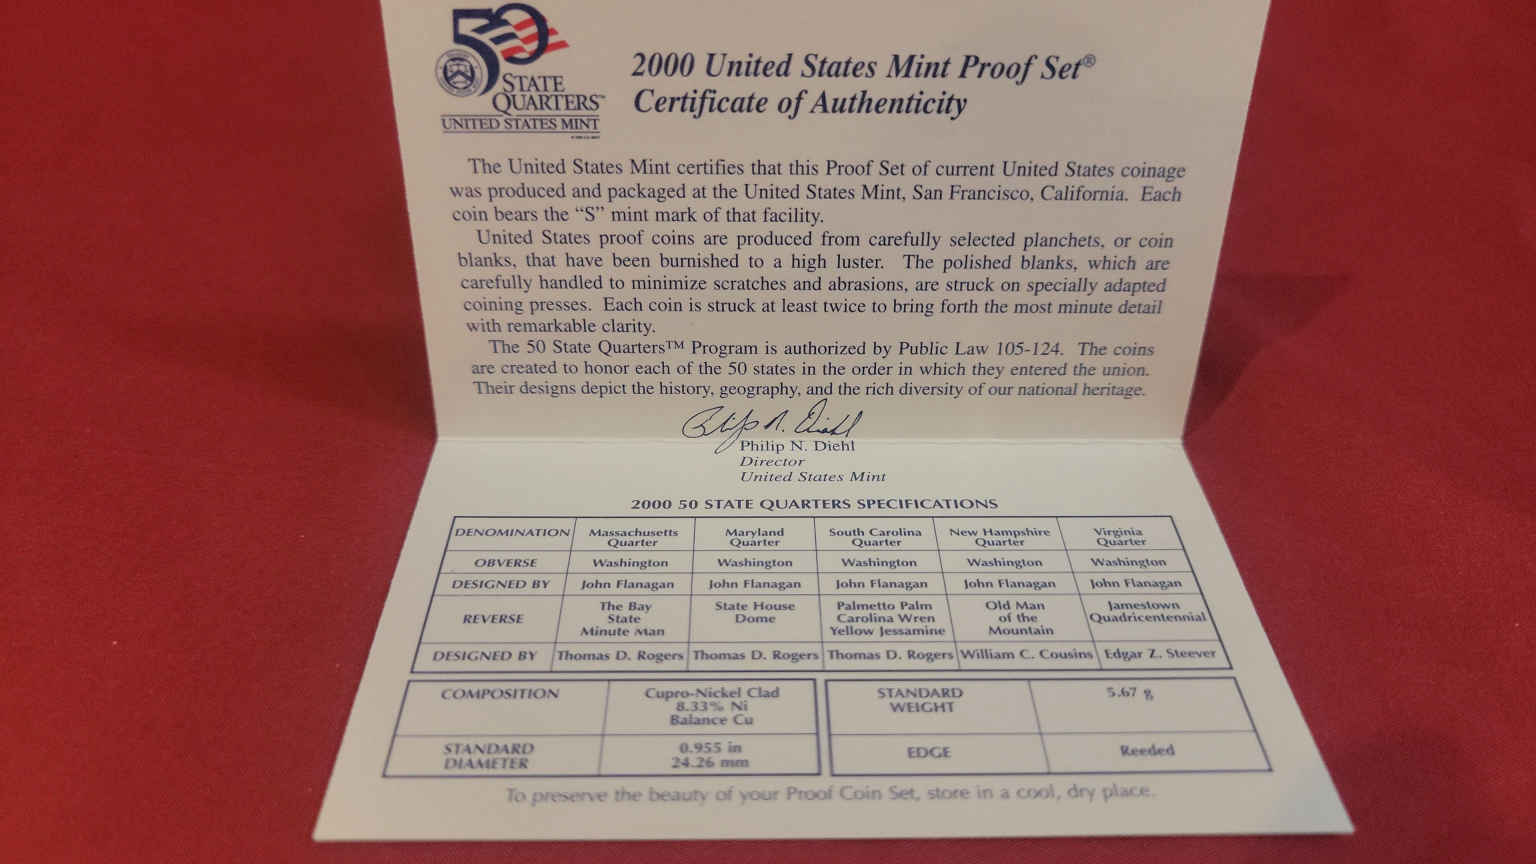 50
STATE
QUARTERS™
UNITED STATES MINT
2000 United States Mint Proof Set®
Certificate of Authenticity
The United States Mint certifies that this Proof Set of current United States coinage
was produced and packaged at the United States Mint, San Francisco, California. Each
coin bears the “S” mint mark of that facility.
United States proof coins are produced from carefully selected planchets, or coin
blanks, that have been burnished to a high luster. The polished blanks, which are
carefully handled to minimize scratches and abrasions, are struck on specially adapted
coining presses. Each coin is struck at least twice to bring forth the most minute detail
with remarkable clarity.
The 50 State Quarters™ Program is authorized by Public Law 105-124. The coins
are created to honor each of the 50 states in the order in which they entered the union.
Their designs depict the history, geography, and the rich diversity of our national heritage.
Philip N. Diehl
Philip N. Diehl
Director
United States Mint
2000 50 STATE QUARTERS SPECIFICATIONS
DENOMINATION Massachusetts Maryland South Carolina New Hampshire Virginia
Quarter Quarter Quarter Quarter Quarter
OBVERSE Washington Washington Washington Washington Washington
DESIGNED BY John Flanagan John Flanagan John Flanagan John Flanagan John Flanagan
The Bay State House Palmetto Palm Old Man Jamestown
REVERSE State Dome Carolina Wren of the Quadricentennial
Minute Man Yellow Jessamine Mountain
DESIGNED BY Thomas D. Rogers Thomas D. Rogers Thomas D. Rogers William C. Cousins Edgar Z. Steever
COMPOSITION Cupro-Nickel Clad STANDARD 5.67 g
8.33% Ni WEIGHT
Balance Cu
STANDARD 0.955 in EDGE Reeded
DIAMETER 24.26 mm
To preserve the beauty of your Proof Coin Set, store in a cool, dry place.